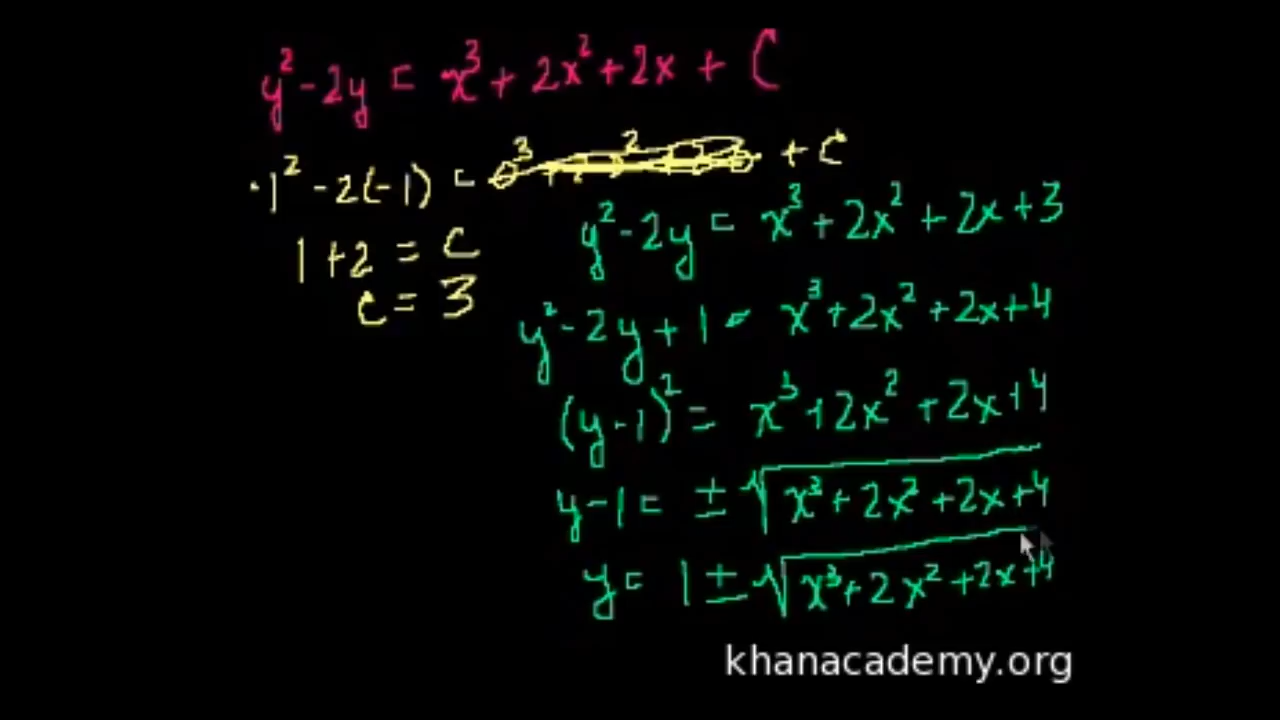 y² - 2y = x³ + 2x² + 2x + C
-1² - 2(-1) = + C
1 + 2 = C
C = 3
y² - 2y = x³ + 2x² + 2x + 3
y² - 2y + 1 = x³ + 2x² + 2x + 4
(y - 1)² = x³ + 2x² + 2x + 4
y - 1 = ± √(x³ + 2x² + 2x + 4
y = 1 ± √(x³ + 2x² + 2x + 4
khanacademy.org